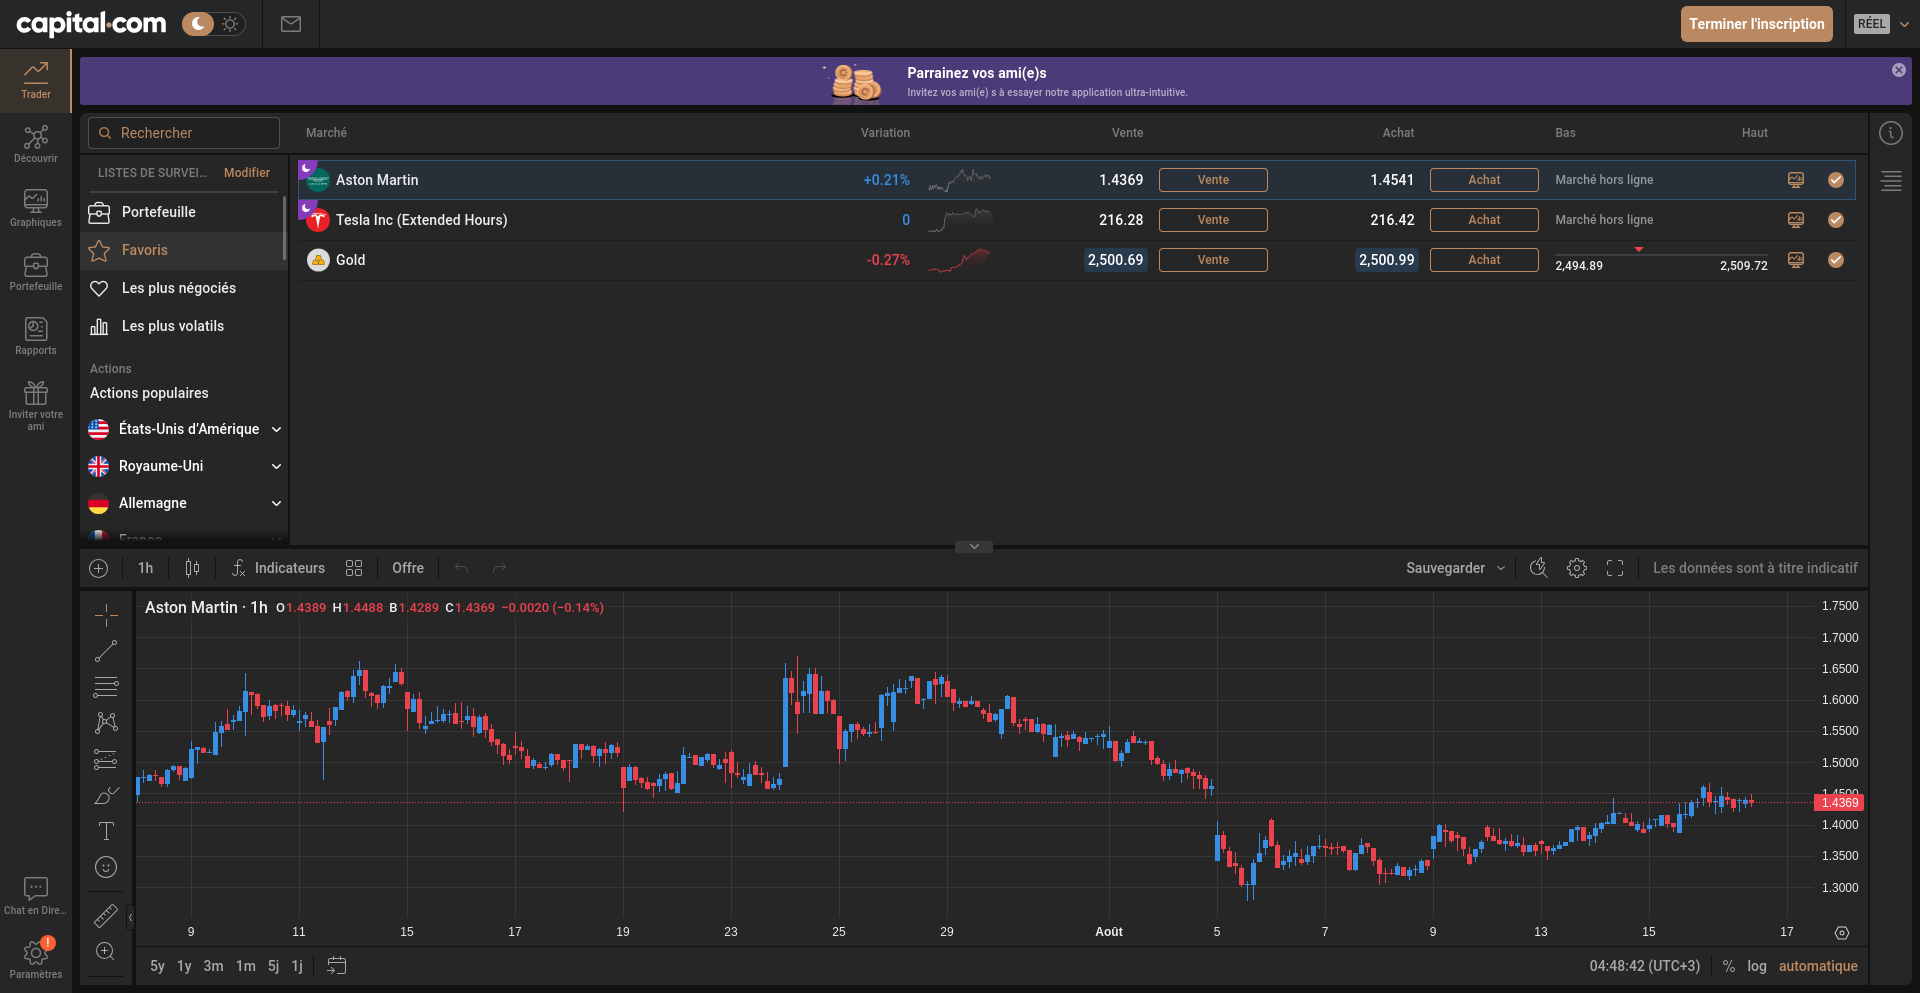 capital.com
Terminer l'inscription
RÉEL
Trader
Découvrir
Graphiques
Portefeuille
Rapports
Inviter votre
ami
Chat en Dire...
Paramètres
Parrainez vos ami(e)s
Invitez vos ami(e) s à essayer notre application ultra-intuitive.
Rechercher
Marché Variation Vente Achat Bas Haut
LISTES DE SURVEI... Modifier
Portefeuille
Favoris
Les plus négociés
Les plus volatils
Actions
Actions populaires
États-Unis d'Amérique
Royaume-Uni
Allemagne
France
Aston Martin +0.21% 1.4369 Vente 1.4541 Achat Marché hors ligne
Tesla Inc (Extended Hours) 0 216.28 Vente 216.42 Achat Marché hors ligne
Gold -0.27% 2,500.69 Vente 2,500.99 Achat 2,494.89 2,509.72
1h Indicateurs Offre Sauvegarder Les données sont à titre indicatif
Aston Martin · 1h O1.4389 H1.4488 B1.4289 C1.4369 −0.0020 (−0.14%)
1.7500
1.7000
1.6500
1.6000
1.5500
1.5000
1.4500
1.4369
1.4000
1.3500
1.3000
9 11 15 17 19 23 25 29 Août 5 7 9 13 15 17
5y 1y 3m 1m 5j 1j 04:48:42 (UTC+3) % log automatique